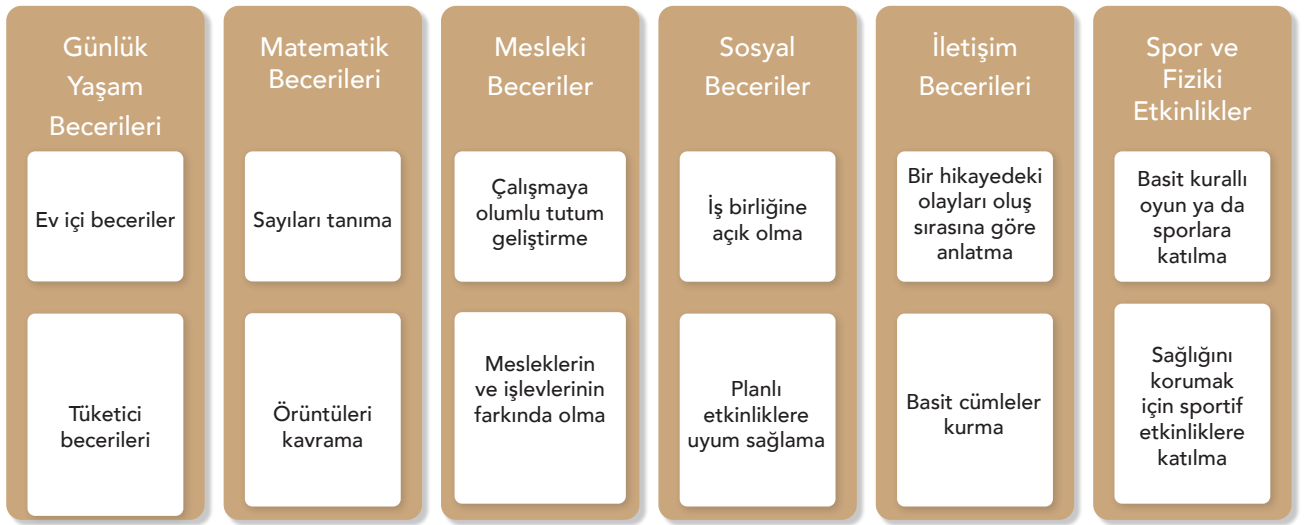 Günlük
Yaşam
Becerileri
Ev içi beceriler
Tüketici
becerileri
Matematik
Becerileri
Sayıları tanıma
Örüntüleri
kavrama
Mesleki
Beceriler
Çalışmaya
olumlu tutum
geliştirme
Mesleklerin
ve işlevlerinin
farkında olma
Sosyal
Beceriler
İş birliğine
açık olma
Planlı
etkinliklere
uyum sağlama
İletişim
Becerileri
Bir hikayedeki
olayları oluş
sırasına göre
anlatma
Basit cümleler
kurma
Spor ve
Fiziki
Etkinlikler
Basit kurallı
oyun ya da
sporlara
katılma
Sağlığını
korumak
için sportif
etkinliklere
katılma